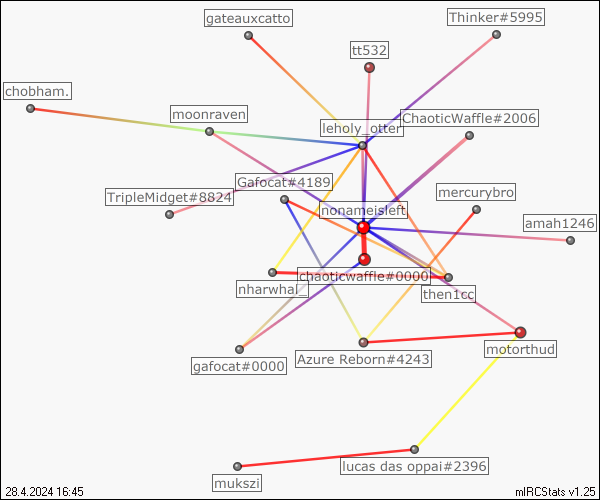 gateauxcatto
Thinker#5995
tt532
chobham.
moonraven
ChaoticWaffle#2006
leholy_otter
Gafocat#4189
TripleMidget#8824
mercurybro
nonameisleft
amah1246
chaoticwaffle#0000
nharwhal_
then1cc
gafocat#0000
Azure Reborn#4243
motorthud
lucas das oppai#2396
mukszi
28.4.2024 16:45
mIRCStats v1.25